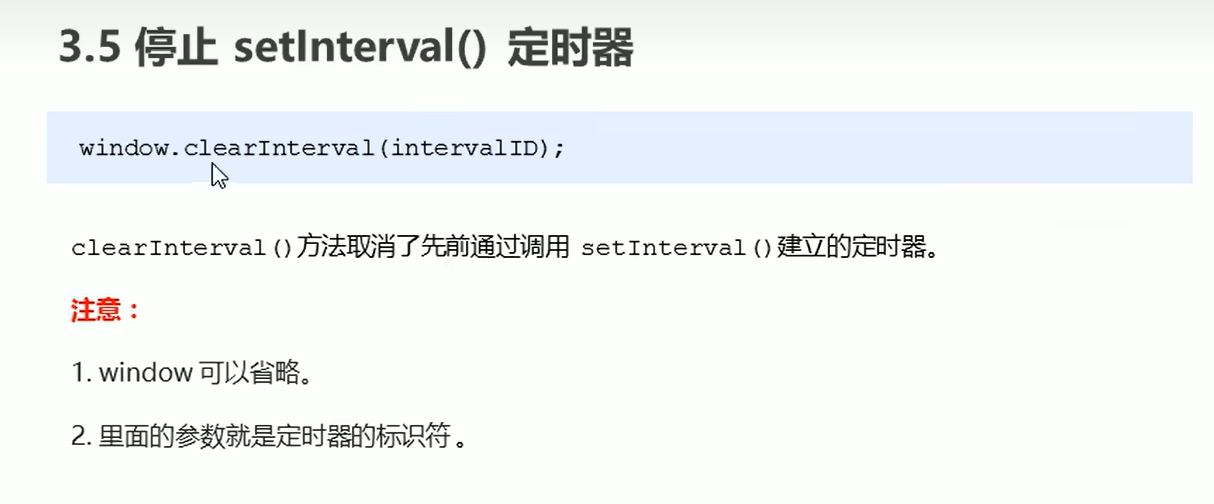 3.5 停止 setInterval() 定时器
window.clearInterval(intervalID);
clearInterval()方法取消了先前通过调用 setInterval()建立的定时器。
注意：
1. window 可以省略。
2. 里面的参数就是定时器的标识符 。